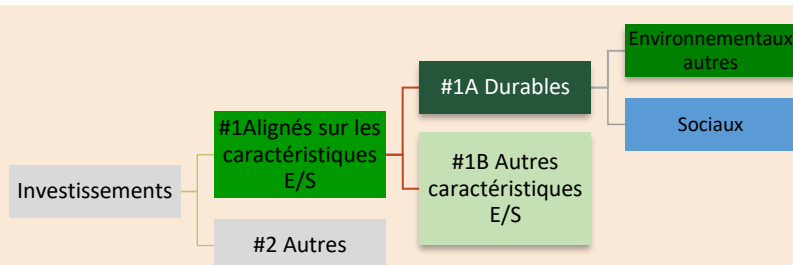 Investissements
#1Alignés sur les
caractéristiques
E/S
#2 Autres
#1A Durables
#1B Autres
caractéristiques
E/S
Environnementaux
autres
Sociaux